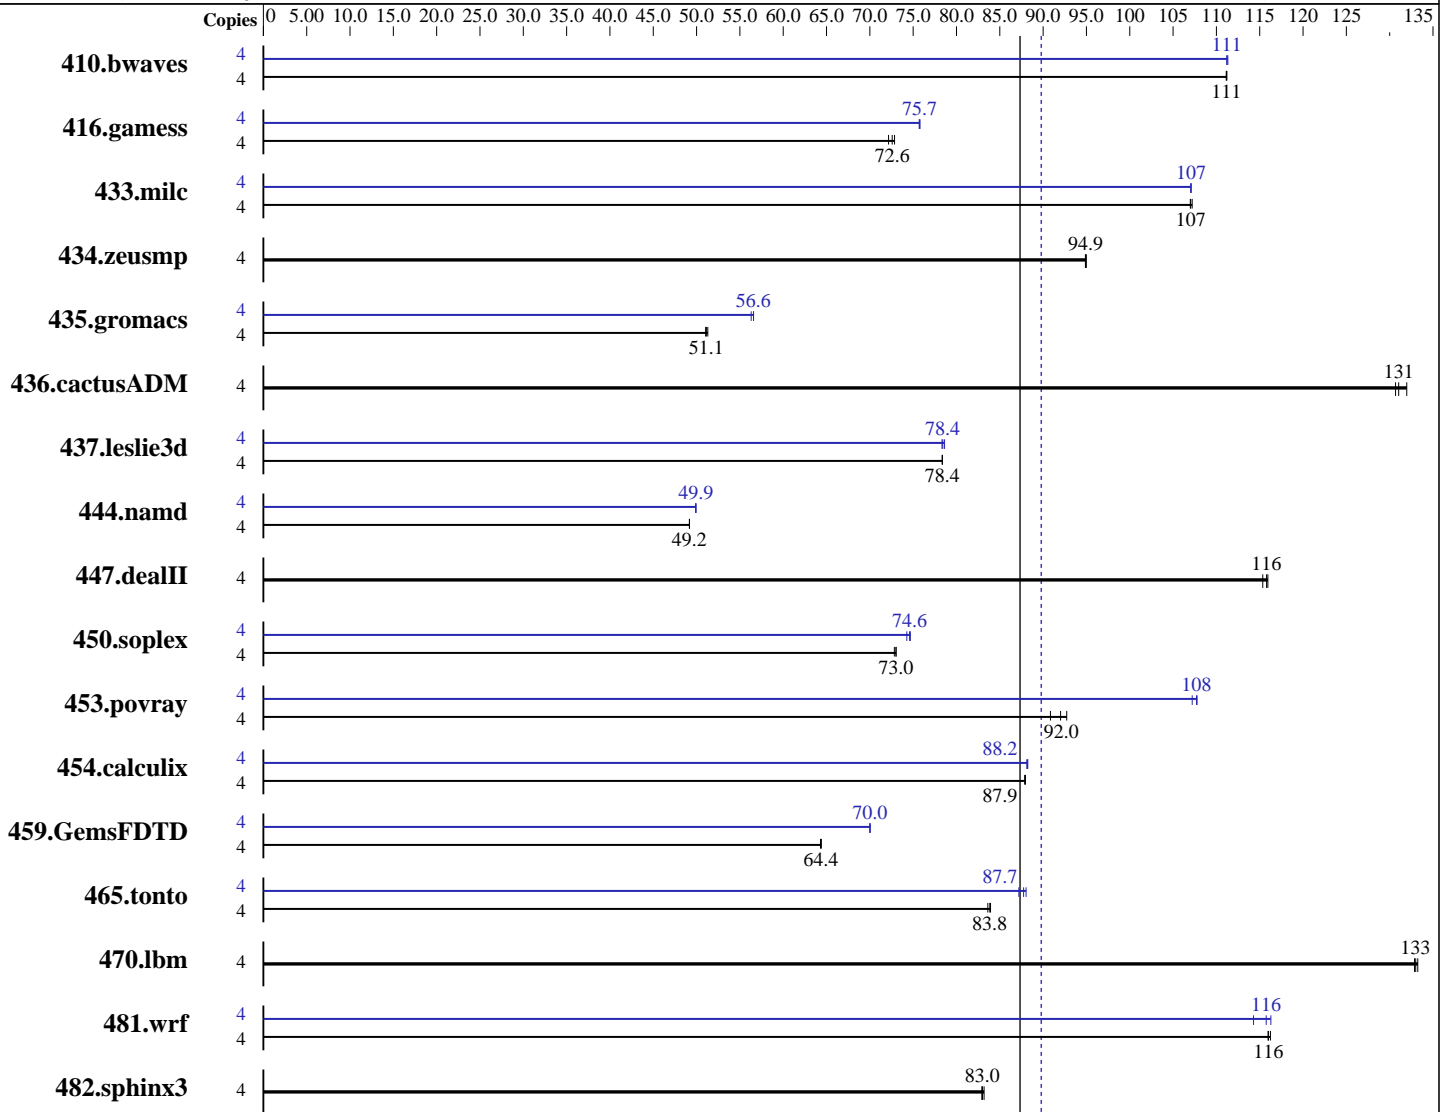 Copies 0 5.00 10.0 15.0 20.0 25.0 30.0 35.0 40.0 45.0 50.0 55.0 60.0 65.0 70.0 75.0 80.0 85.0 90.0 95.0 100 105 110 115 120 125 135
410.bwaves 4 111
4 111
416.gamess 4 75.7
4 72.6
433.milc 4 107
4 107
434.zeusmp 4 94.9
435.gromacs 4 56.6
4 51.1
436.cactusADM 4 131
437.leslie3d 4 78.4
4 78.4
444.namd 4 49.9
4 49.2
447.dealII 4 116
450.soplex 4 74.6
4 73.0
453.povray 4 108
4 92.0
454.calculix 4 88.2
4 87.9
459.GemsFDTD 4 70.0
4 64.4
465.tonto 4 87.7
4 83.8
470.lbm 4 133
481.wrf 4 116
4 116
482.sphinx3 4 83.0